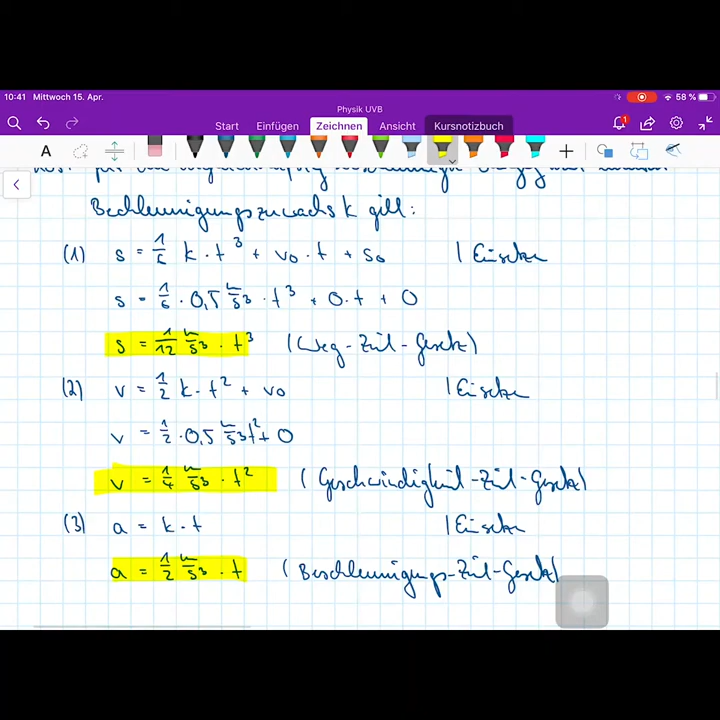 10:41 Mittwoch 15. Apr. 58 %
Physik UVB
Start Einfügen Zeichnen Ansicht Kursnotizbuch
1
A
Beschleunigungszuwachs k gilt:
(1) s = 1/6 k · t³ + v₀ · t + s₀ | Einsetzen
s = 1/6 · 0,5 m/s³ · t³ + 0 · t + 0
s = 1/12 m/s³ · t³ (Weg-Zeit-Gesetz)
(2) v = 1/2 k · t² + v₀ | Einsetzen
v = 1/2 · 0,5 m/s³ t² + 0
v = 1/4 m/s³ · t² (Geschwindigkeit-Zeit-Gesetz)
(3) a = k · t | Einsetzen
a = 1/2 m/s³ · t (Beschleunigungs-Zeit-Gesetz)